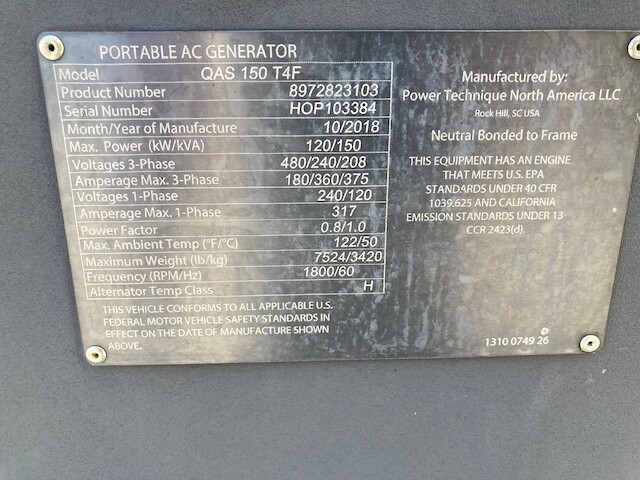 PORTABLE AC GENERATOR
Model QAS 150 T4F
Product Number 8972823103
Serial Number HOP103384
Month/Year of Manufacture 10/2018
Max. Power (kW/kVA) 120/150
Voltages 3-Phase 480/240/208
Amperage Max. 3-Phase 180/360/375
Voltages 1-Phase 240/120
Amperage Max. 1-Phase 317
Power Factor 0.8/1.0
Max. Ambient Temp (°F/°C) 122/50
Maximum Weight (lb/kg) 7524/3420
Frequency (RPM/Hz) 1800/60
Alternator Temp Class H
THIS VEHICLE CONFORMS TO ALL APPLICABLE U.S.
FEDERAL MOTOR VEHICLE SAFETY STANDARDS IN
EFFECT ON THE DATE OF MANUFACTURE SHOWN
ABOVE.
Manufactured by:
Power Technique North America LLC
Rock Hill, SC USA
Neutral Bonded to Frame
THIS EQUIPMENT HAS AN ENGINE
THAT MEETS U.S. EPA
STANDARDS UNDER 40 CFR
1039.625 AND CALIFORNIA
EMISSION STANDARDS UNDER 13
CCR 2423(d).
1310 0749 26